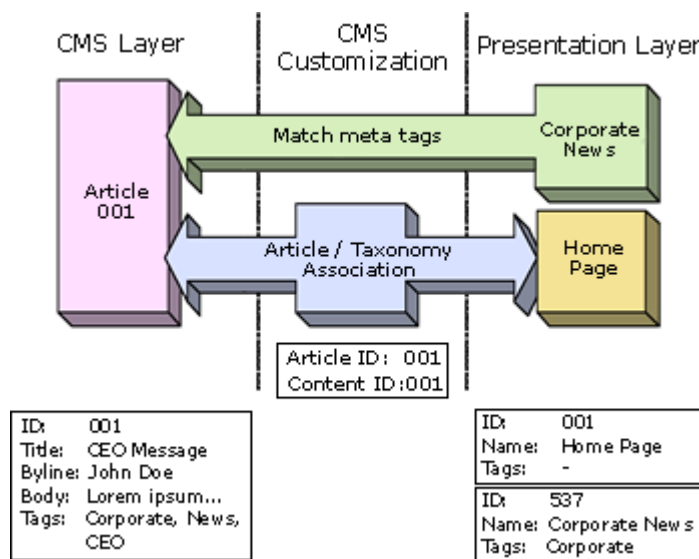 CMS Layer
CMS
Customization
Presentation Layer
Match meta tags
Corporate
News
Article
001
Article / Taxonomy
Association
Home
Page
Article ID: 001
Content ID:001
ID: 001
Title: CEO Message
Byline: John Doe
Body: Lorem ipsum...
Tags: Corporate, News,
CEO
ID: 001
Name: Home Page
Tags: -
ID: 537
Name: Corporate News
Tags: Corporate